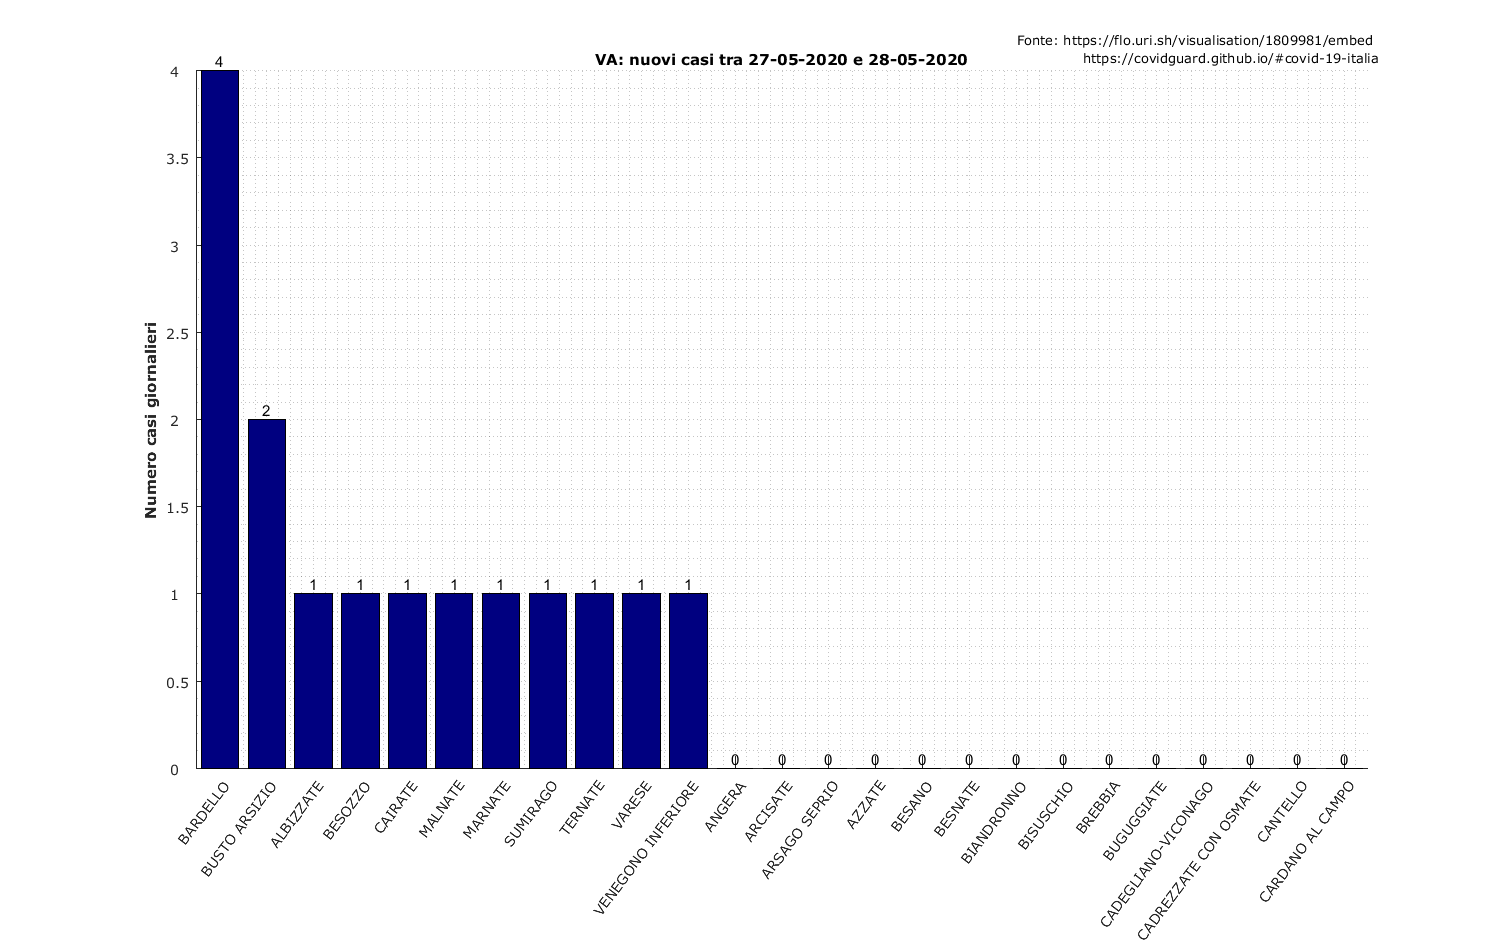 Fonte: https://flo.uri.sh/visualisation/1809981/embed
https://covidguard.github.io/#covid-19-italia
VA: nuovi casi tra 27-05-2020 e 28-05-2020
Numero casi giornalieri
4
3.5
3
2.5
2
1.5
1
0.5
0
4
2
1
1
1
1
1
1
1
1
1
0
0
0
0
0
0
0
0
0
0
0
0
0
0
BARDELLO
BUSTO ARSIZIO
ALBIZZATE
BESOZZO
CAIRATE
MALNATE
MARNATE
SUMIRAGO
TERNATE
VARESE
VENEGONO INFERIORE
ANGERA
ARCISATE
ARSAGO SEPRIO
AZZATE
BESANO
BESNATE
BIANDRONNO
BISUSCHIO
BREBBIA
BUGUGGIATE
CADEGLIANO-VICONAGO
CADREZZATE CON OSMATE
CANTELLO
CARDANO AL CAMPO